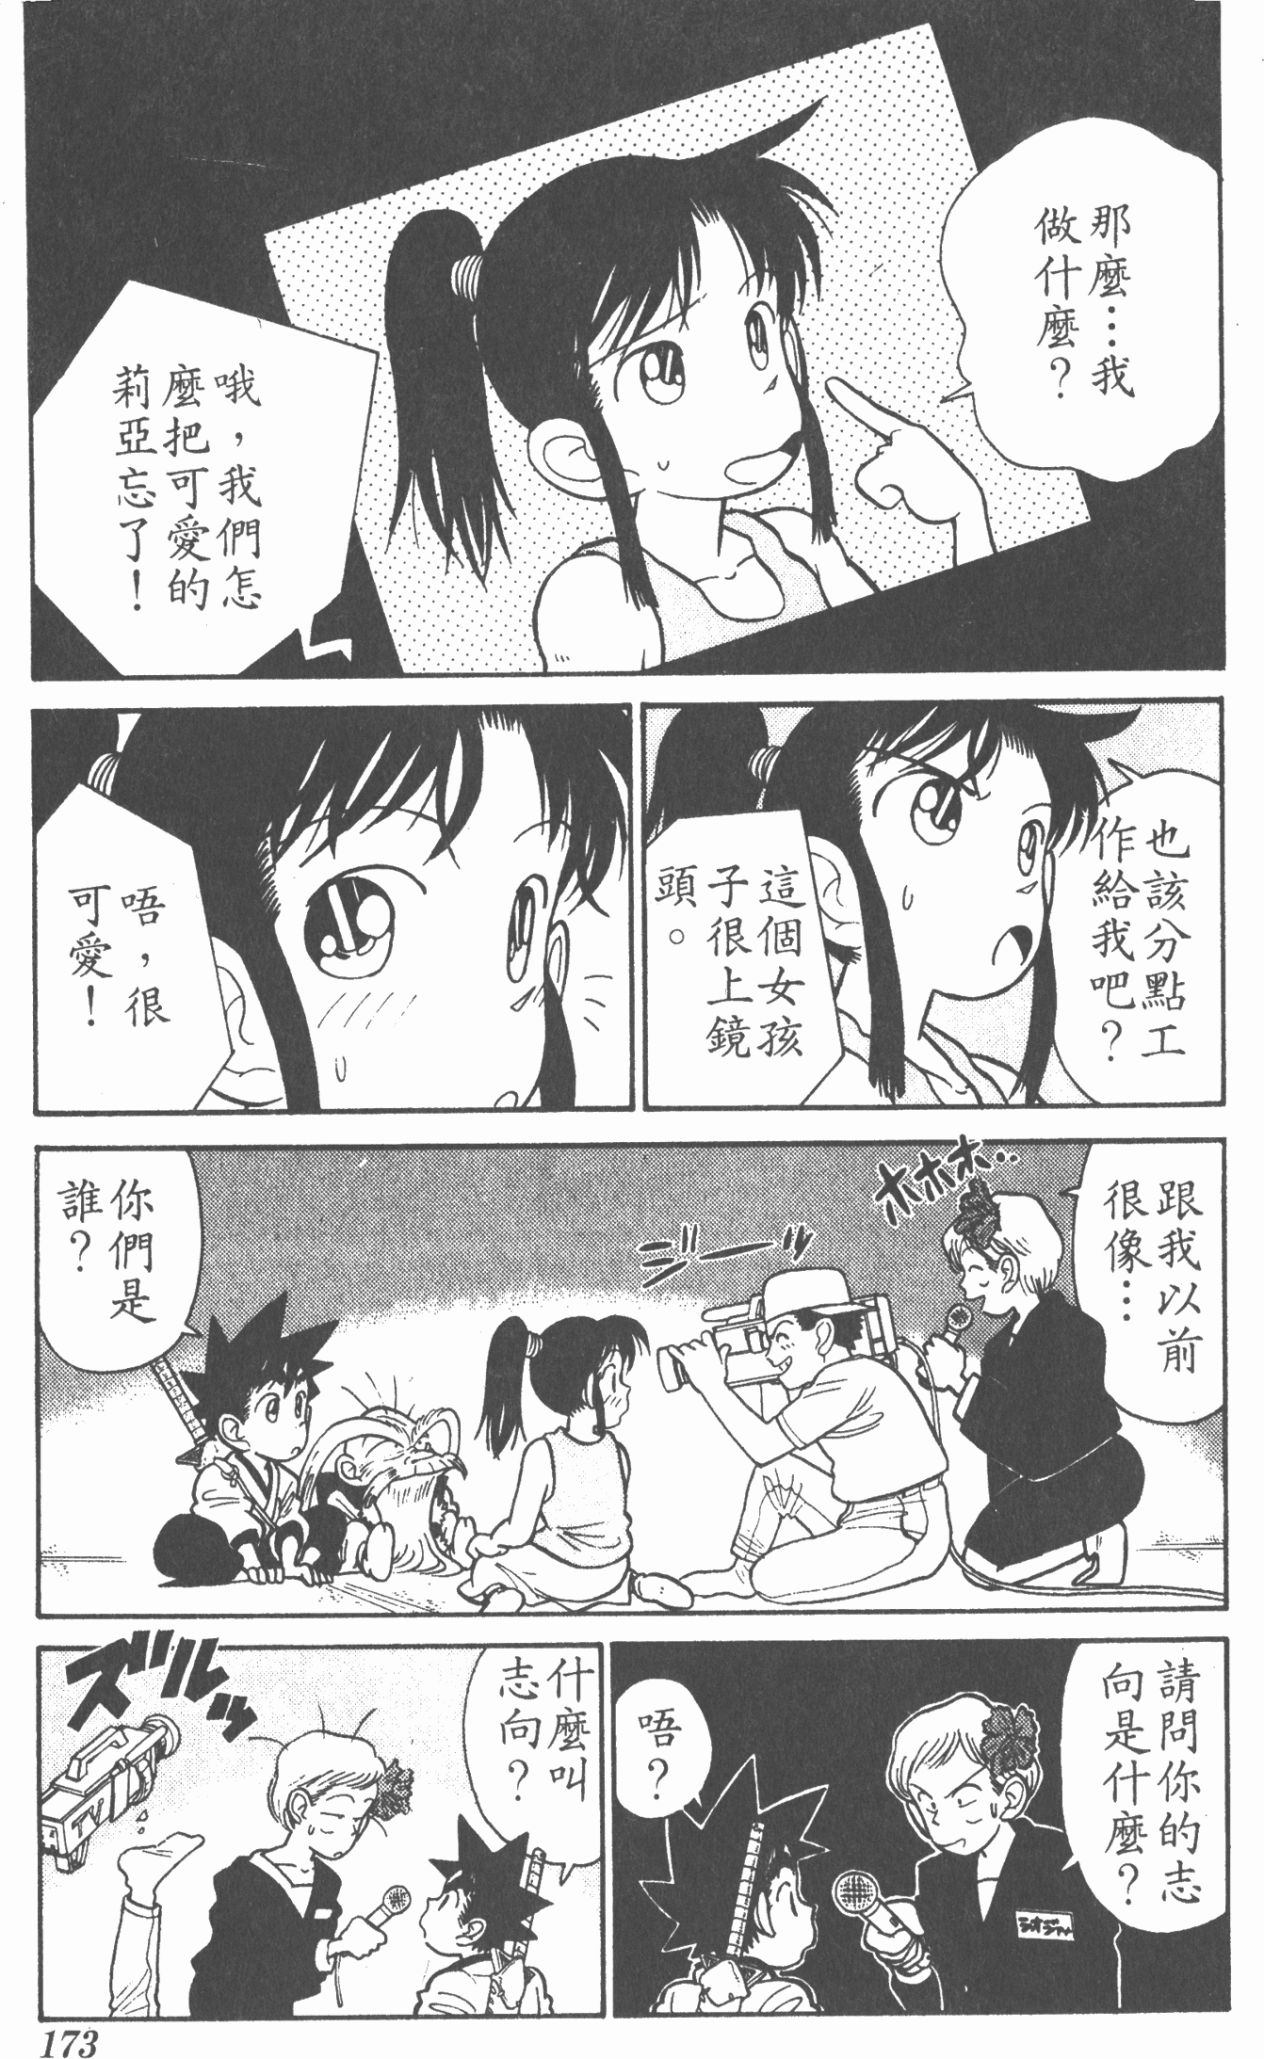 那麼…我
做什麼？
哦，我們怎
麼把可愛的
莉亞忘了！
也該分點工
作給我吧？
這個女孩
子很上鏡
頭。
唔，很
可愛！
跟我以前
很像…
ホホホ…
ジーーッ
你們是
誰？
請問你的志
向是什麼？
唔？
什麼叫
志向？
ズルッ
TV
173